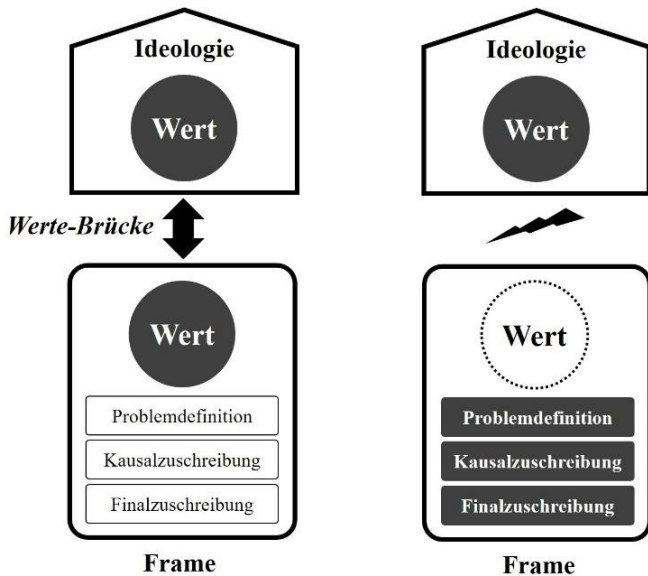 Ideologie
Wert
Werte-Brücke
Wert
Problemdefinition
Kausalzuschreibung
Finalzuschreibung
Frame
Ideologie
Wert
Wert
Problemdefinition
Kausalzuschreibung
Finalzuschreibung
Frame